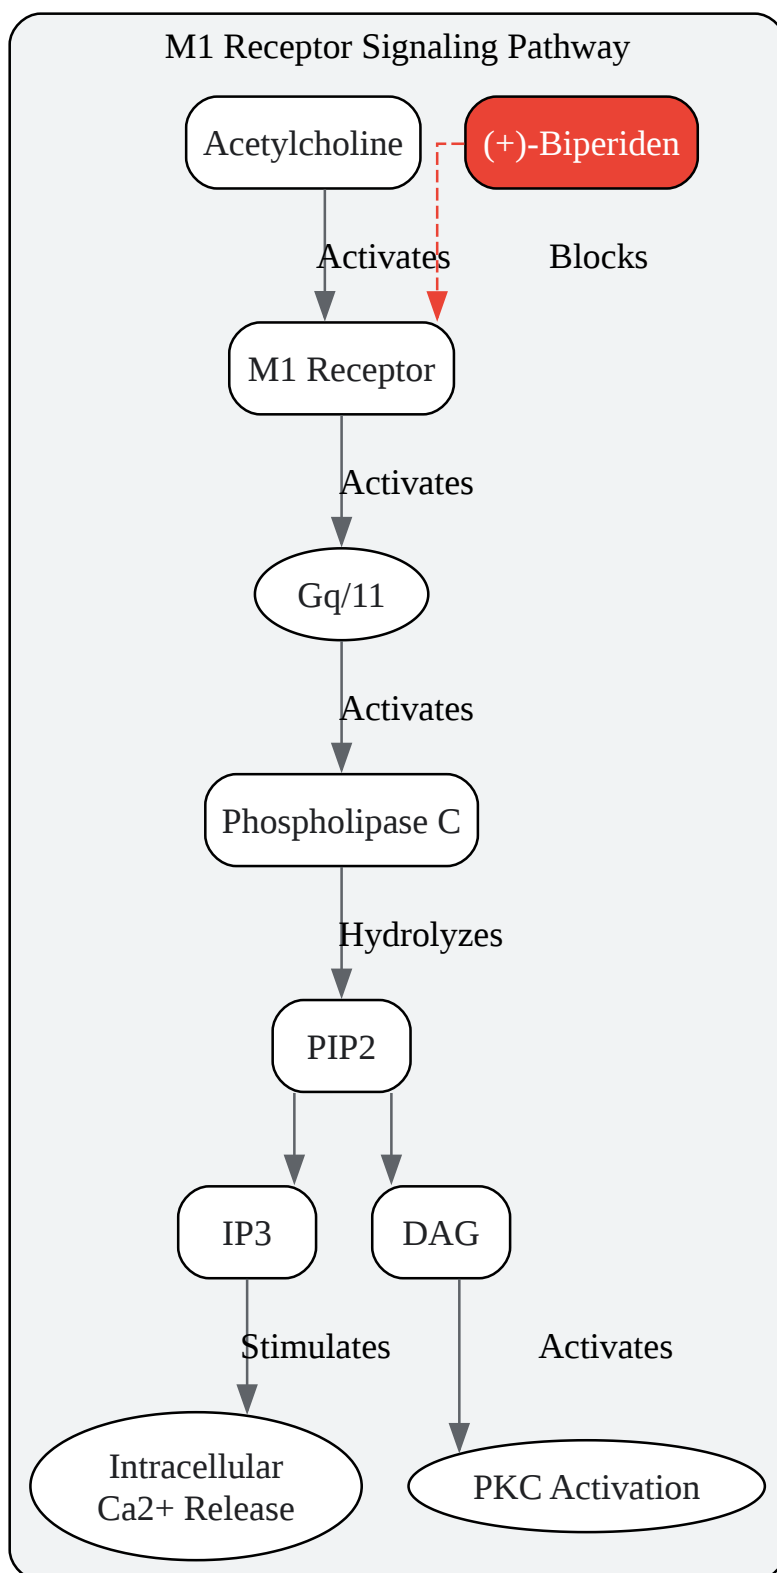 M1 Receptor Signaling Pathway
Acetylcholine
(+)-Biperiden
Activates
Blocks
M1 Receptor
Activates
Gq/11
Activates
Phospholipase C
Hydrolyzes
PIP2
IP3
DAG
Stimulates
Activates
Intracellular
Ca2+ Release
PKC Activation